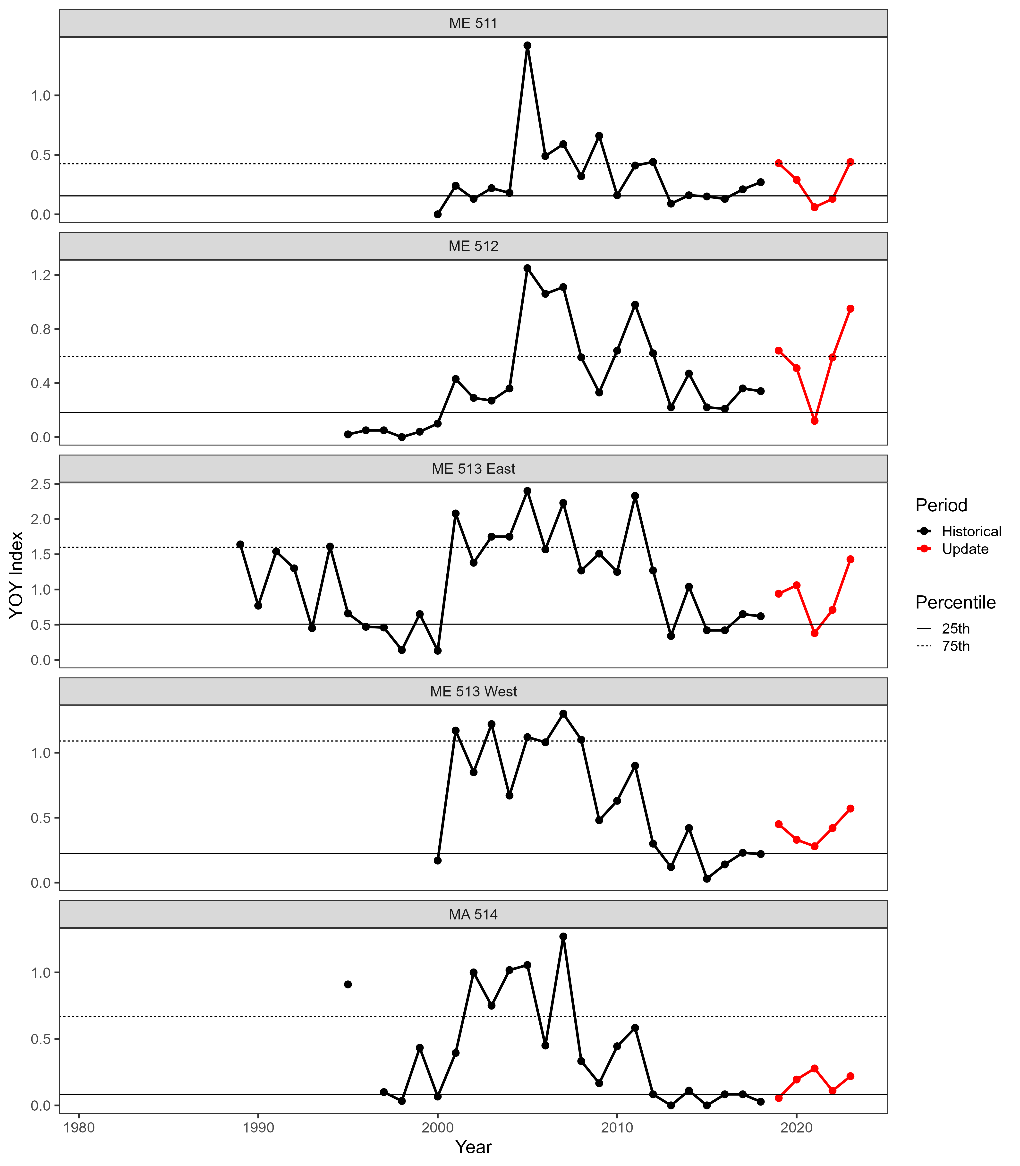 ME 511
1.0
0.5
0.0
ME 512
1.2
0.8
0.4
0.0
ME 513 East
2.5
2.0
1.5
1.0
0.5
0.0
YOY Index
Period
Historical
Update
Percentile
25th
75th
ME 513 West
1.0
0.5
0.0
MA 514
1.0
0.5
0.0
1980 1990 2000 2010 2020
Year